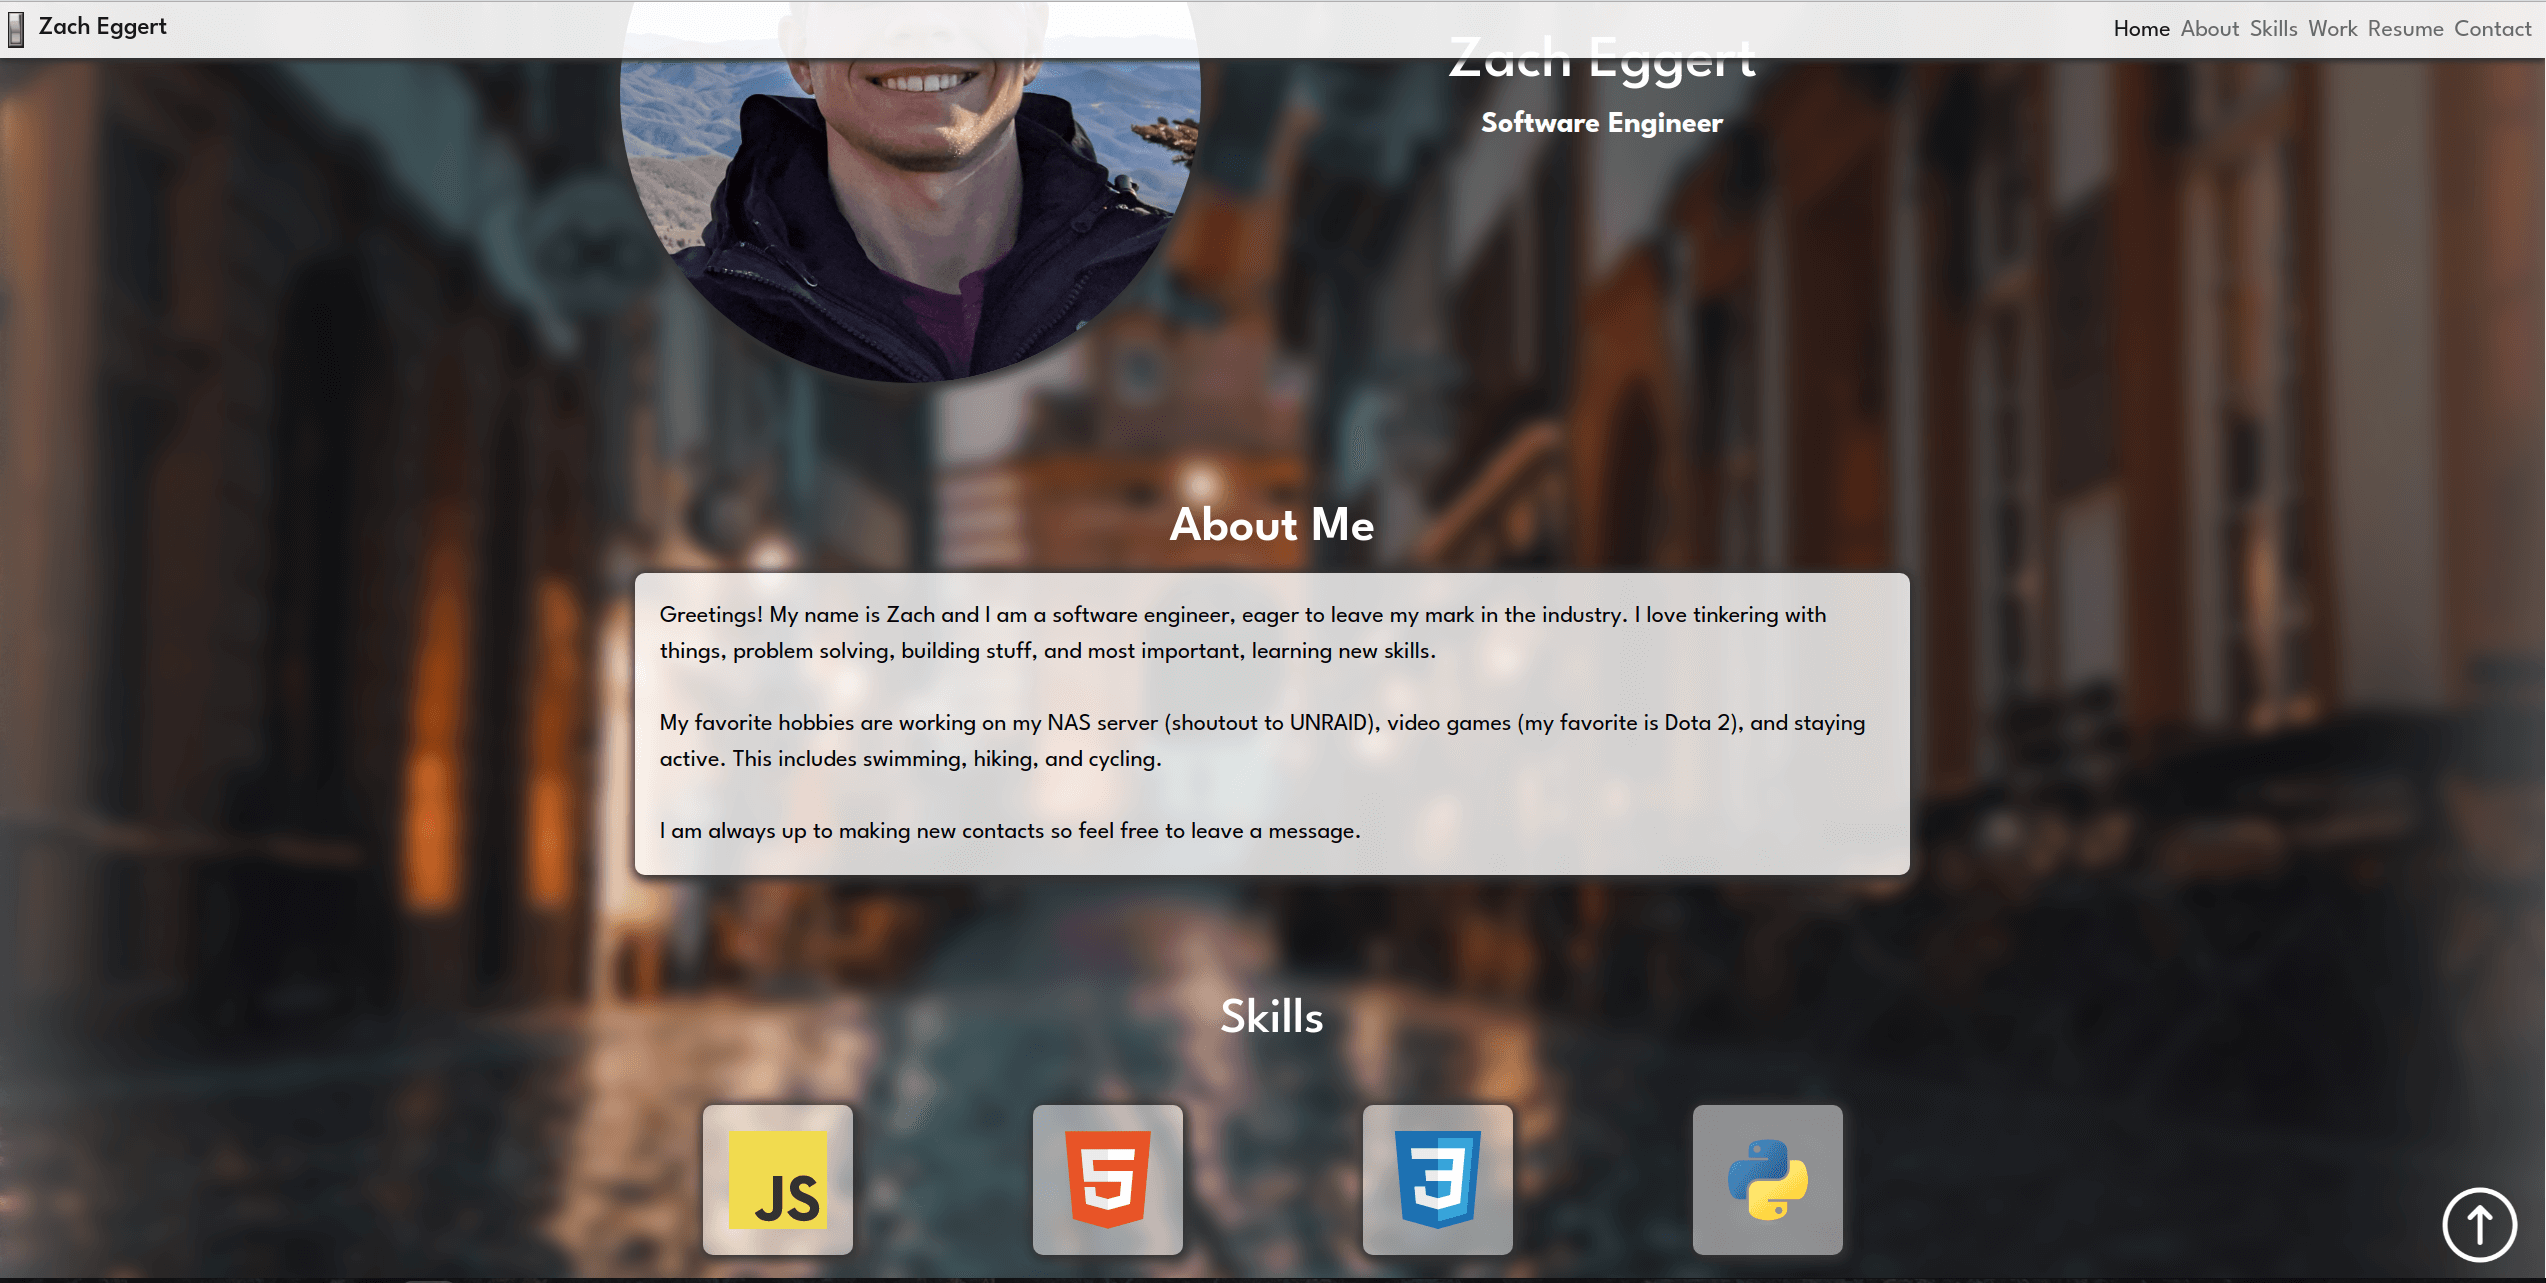 Zach Eggert
Home About Skills Work Resume Contact
Zach Eggert
Software Engineer
About Me
Greetings! My name is Zach and I am a software engineer, eager to leave my mark in the industry. I love tinkering with
things, problem solving, building stuff, and most important, learning new skills.
My favorite hobbies are working on my NAS server (shoutout to UNRAID), video games (my favorite is Dota 2), and staying
active. This includes swimming, hiking, and cycling.
I am always up to making new contacts so feel free to leave a message.
Skills
JS
5
3